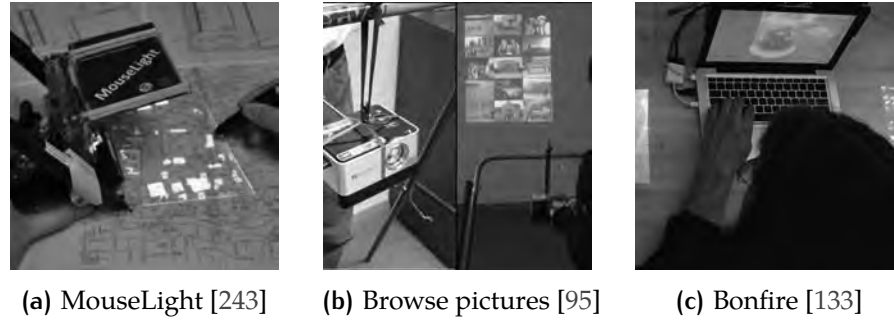 MouseLight
(a) MouseLight [243]
(b) Browse pictures [95]
(c) Bonfire [133]